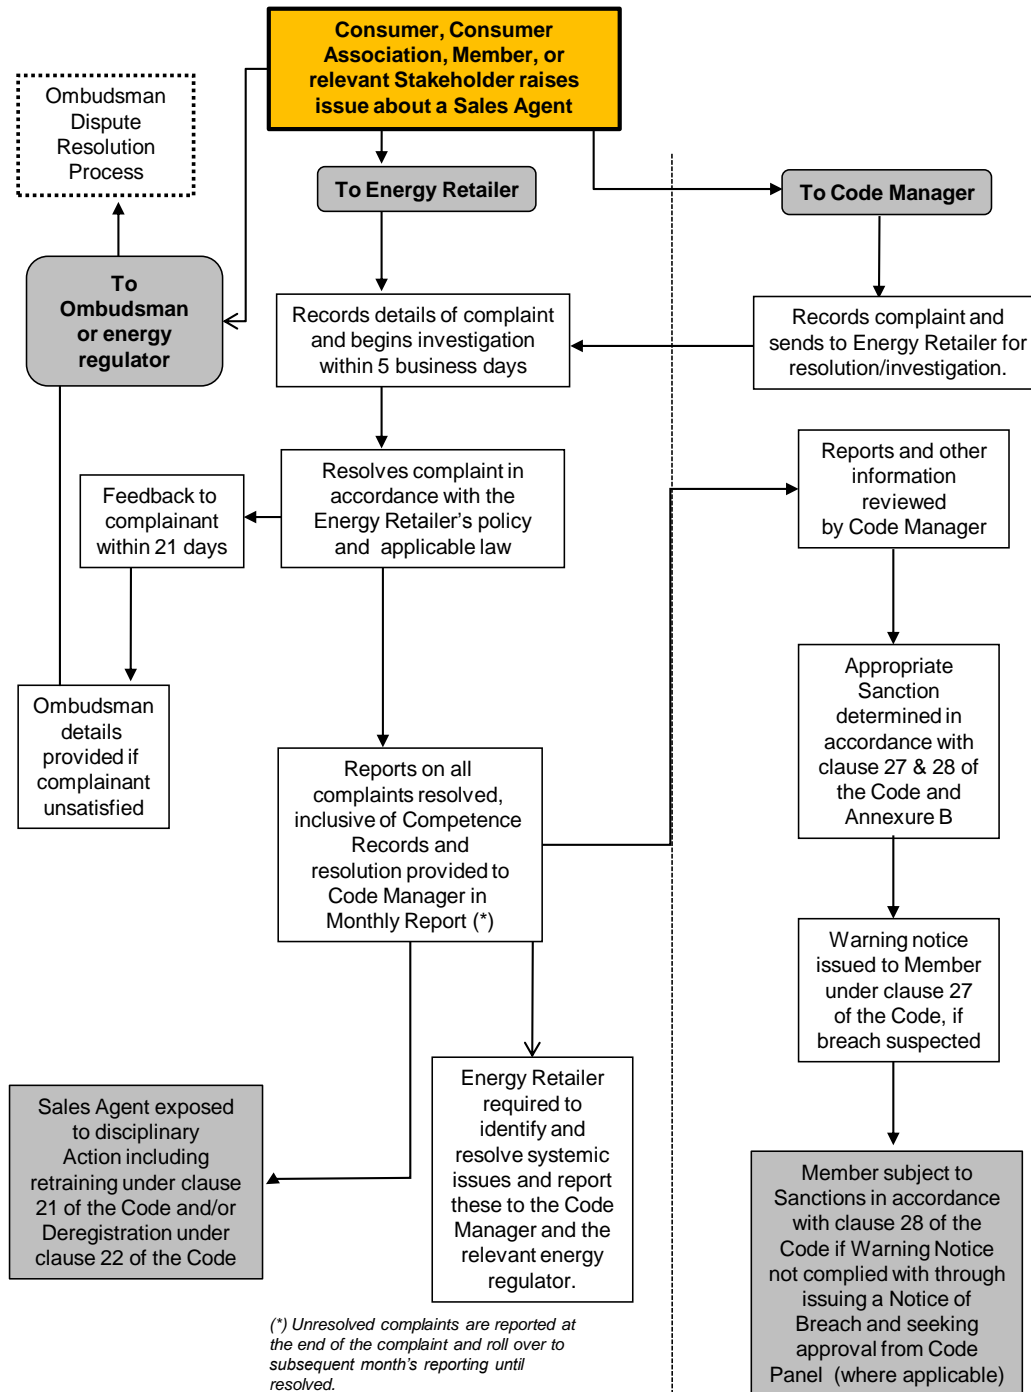 Consumer, Consumer
Association, Member, or
relevant Stakeholder raises
issue about a Sales Agent
Ombudsman
Dispute
Resolution
Process
To Energy Retailer
To Code Manager
To
Ombudsman
or energy
regulator
Records details of complaint
and begins investigation
within 5 business days
Records complaint and
sends to Energy Retailer for
resolution/investigation.
Feedback to
complainant
within 21 days
Resolves complaint in
accordance with the
Energy Retailer's policy
and applicable law
Reports and other
information
reviewed
by Code Manager
Ombudsman
details
provided if
complainant
unsatisfied
Appropriate
Sanction
determined in
accordance with
clause 27 & 28 of
the Code and
Annexure B
Reports on all
complaints resolved,
inclusive of Competence
Records and
resolution provided to
Code Manager in
Monthly Report (*)
Warning notice
issued to Member
under clause 27
of the Code, if
breach suspected
Sales Agent exposed
to disciplinary
Action including
retraining under clause
21 of the Code and/or
Deregistration under
clause 22 of the Code
Energy Retailer
required to
identify and
resolve systemic
issues and report
these to the Code
Manager and the
relevant energy
regulator.
Member subject to
Sanctions in accordance
with clause 28 of the
Code if Warning Notice
not complied with through
issuing a Notice of
Breach and seeking
approval from Code
Panel (where applicable)
(*) Unresolved complaints are reported at
the end of the complaint and roll over to
subsequent month's reporting until
resolved.